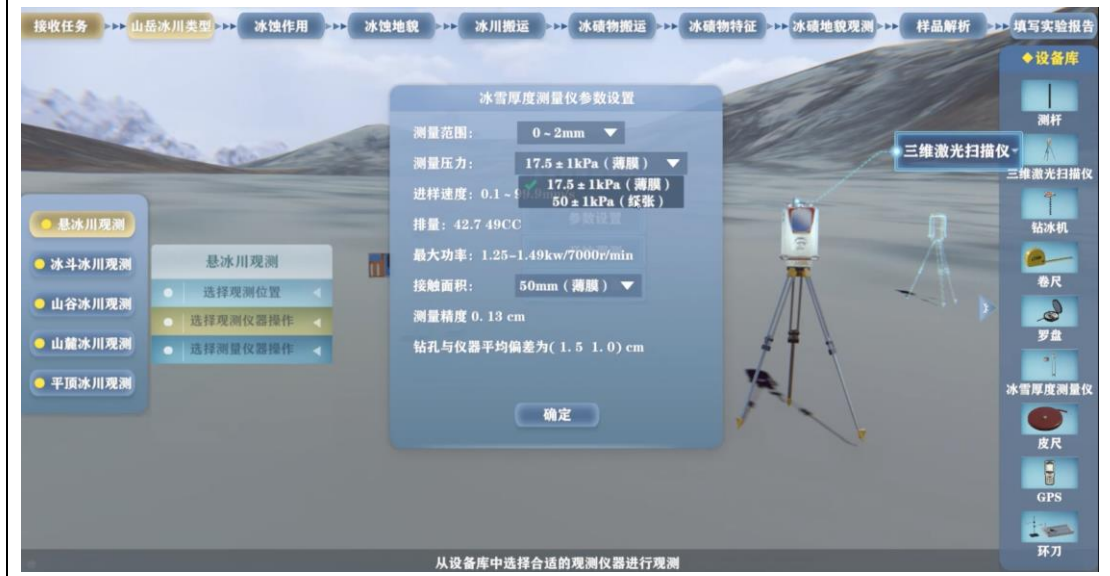 接收任务 山岳冰川类型 冰蚀作用 冰蚀地貌 冰川搬运 冰碛物搬运 冰碛物特征 冰碛地貌观测 样品解析 填写实验报告
◆设备库
测杆
三维激光扫描仪
三维激光扫描仪
钻冰机
卷尺
罗盘
冰雪厚度测量仪
皮尺
GPS
环刀
悬冰川观测
冰斗冰川观测
山谷冰川观测
山麓冰川观测
平顶冰川观测
悬冰川观测
选择观测位置
选择观测仪器操作
选择测量仪器操作
冰雪厚度测量仪参数设置
测量范围: 0~2mm
测量压力: 17.5±1kPa(薄膜)
17.5±1kPa(薄膜)
50±1kPa(绥张)
进样速度: 0.1~99.9mm
参数设置
排量: 42.7 49CC
最大功率: 1.25-1.49kw/7000r/min
接触面积: 50mm(薄膜)
测量精度 0. 13 cm
钻孔与仪器平均偏差为( 1. 5 1. 0) cm
确定
从设备库中选择合适的观测仪器进行观测